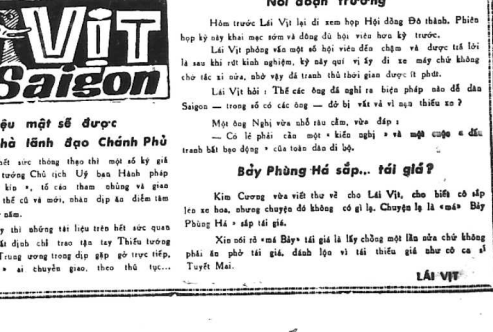 Nỗi đoạn trường
VịT
Saigon
Hôm trước Lái Vịt lại đi xem họp Hội đồng Đô thành. Phiên
họp kỳ này khai mạc sớm và đông đủ hội viên hơn kỳ trước.
Lái Vịt phỏng vấn một số hội viên đến chậm và được trả lời
là sau khi rút kinh nghiệm, kỳ này quí vị ấy đi xe máy chứ không
chờ tắc xi nữa, nhờ vậy đã tranh thủ thời gian được ít phút.
Lái Vịt hỏi : Thế các ông đã nghĩ ra biện pháp nào để dân
Saigon — trong số có các ông — đỡ bị vất vả vì nạn thiếu xe ?
Một ông Nghị vừa nhổ râu cằm, vừa đáp :
— Có lẽ phải cần một « kiến nghị » và một cuộc « đấu
tranh bất bạo động » của toàn dân đi bộ.
Bảy Phùng Há sắp... tái giá?
Kim Cương vừa viết thư về cho Lái Vịt, cho biết cô sắp
lên xe hoa, nhưng chuyện đó không có gì lạ. Chuyện lạ là «má» Bảy
Phùng Há » sắp tái giá.
Xin nói rõ «má Bảy» tái giá là lấy chồng một lần nữa chứ không
phải ăn phở tái giá, đánh lộn vì tái thiếu giá như cô ca sĩ
Tuyết Mai.
LÁI VỊT
ệu mật sẽ được
hà lãnh đạo Chánh Phủ
hết sức thông thạo thì một số ký giả
tướng Chủ tịch Uỷ ban Hành pháp
kín », tố cáo tham nhũng và gian
thế cũ và mới, nhân dịp ăn điểm tâm
năm.
y thì những tài liệu trên hết sức quan
ất định chỉ trao tận tay Thiếu tướng
Trung ương trong dịp gặp gỡ trực tiếp,
» ai chuyển giao, theo thủ tục...